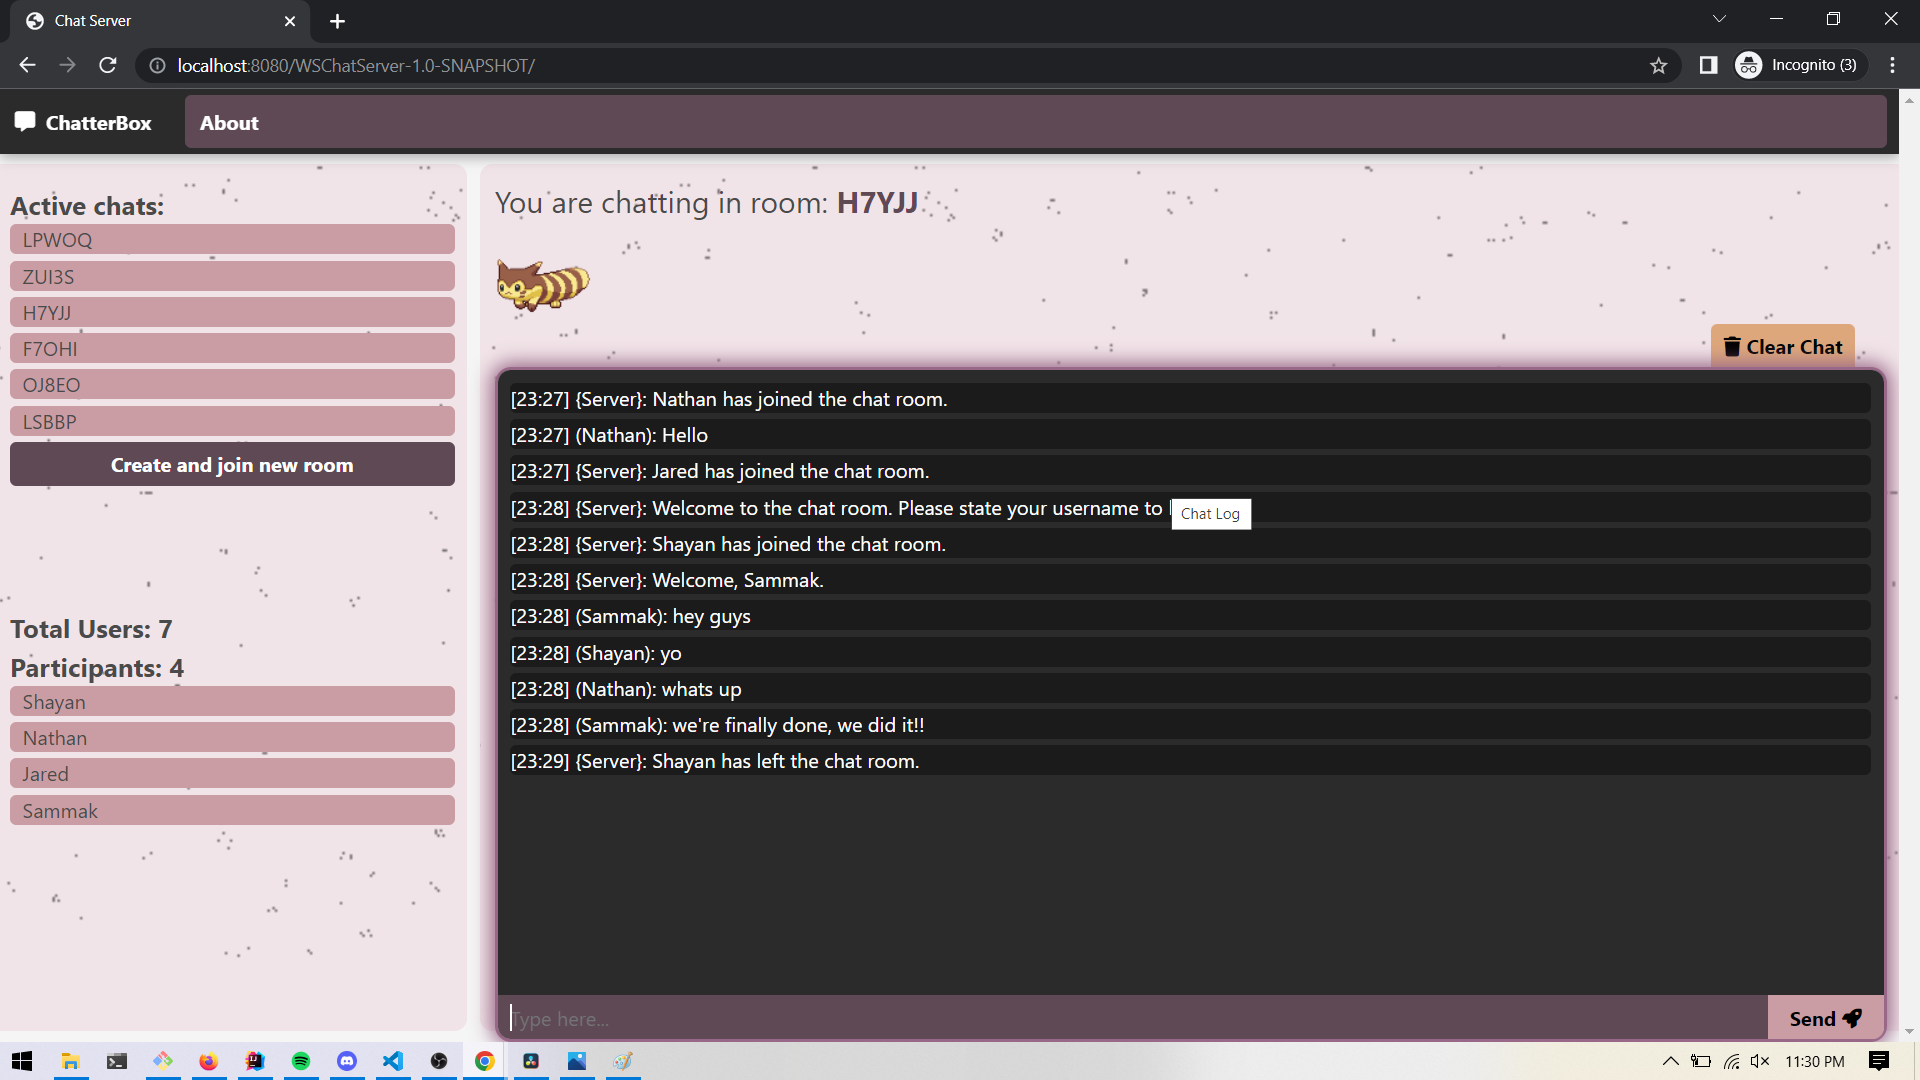 Chat Server
localhost:8080/WSChatServer-1.0-SNAPSHOT/
Incognito (3)
ChatterBox
About
Active chats:
LPWOQ
ZUI3S
H7YJJ
F7OHI
OJ8EO
LSBBP
Create and join new room
Total Users: 7
Participants: 4
Shayan
Nathan
Jared
Sammak
You are chatting in room: H7YJJ
Clear Chat
[23:27] {Server}: Nathan has joined the chat room.
[23:27] (Nathan): Hello
[23:27] {Server}: Jared has joined the chat room.
[23:28] {Server}: Welcome to the chat room. Please state your username to
Chat Log
[23:28] {Server}: Shayan has joined the chat room.
[23:28] {Server}: Welcome, Sammak.
[23:28] (Sammak): hey guys
[23:28] (Shayan): yo
[23:28] (Nathan): whats up
[23:28] (Sammak): we're finally done, we did it!!
[23:29] {Server}: Shayan has left the chat room.
Type here...
Send
11:30 PM